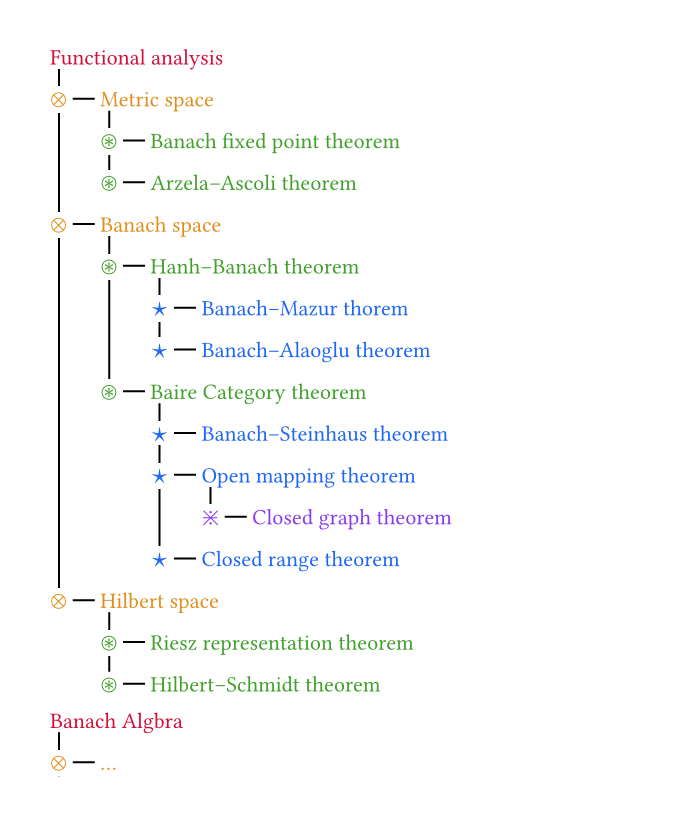 Functional analysis
⊗ Metric space
⊛ Banach fixed point theorem
⊛ Arzela–Ascoli theorem
⊗ Banach space
⊛ Hanh–Banach theorem
⋆ Banach–Mazur thorem
⋆ Banach–Alaoglu theorem
⊛ Baire Category theorem
⋆ Banach–Steinhaus theorem
⋆ Open mapping theorem
※ Closed graph theorem
⋆ Closed range theorem
⊗ Hilbert space
⊛ Riesz representation theorem
⊛ Hilbert–Schmidt theorem
Banach Algbra
⊗ ...